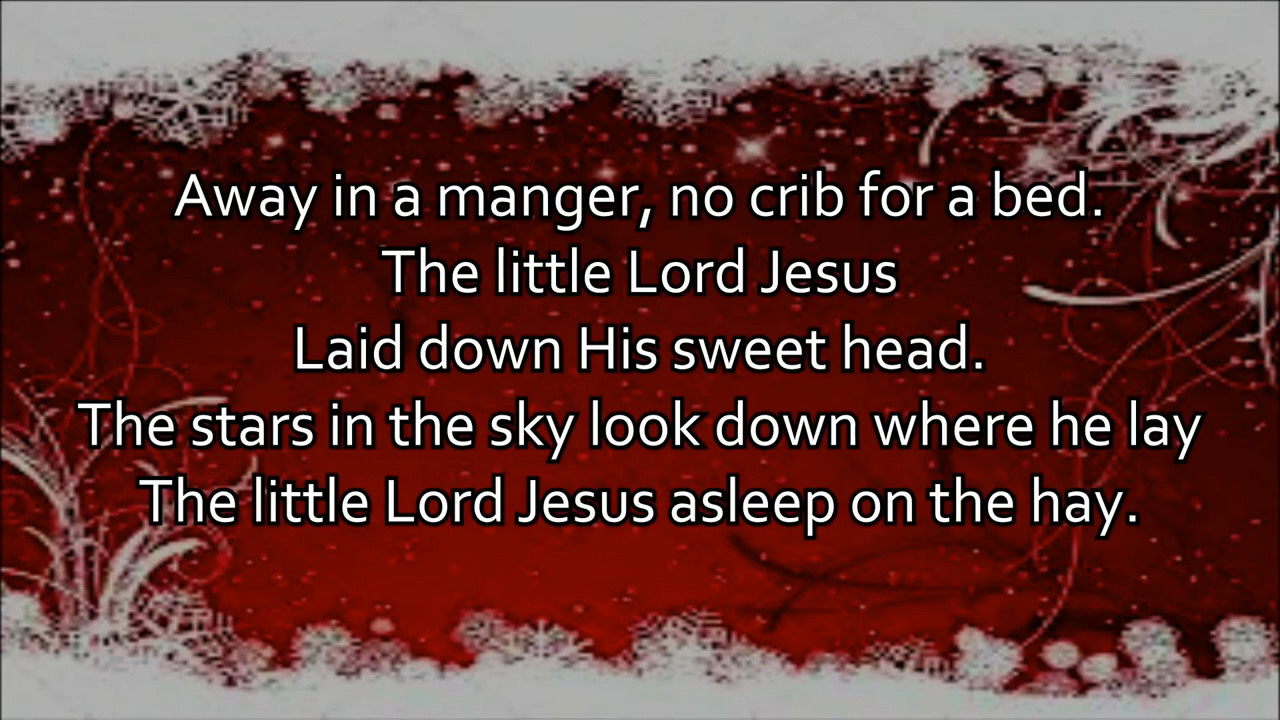 Away in a manger, no crib for a bed.
The little Lord Jesus
Laid down His sweet head.
The stars in the sky look down where he lay
The little Lord Jesus asleep on the hay.